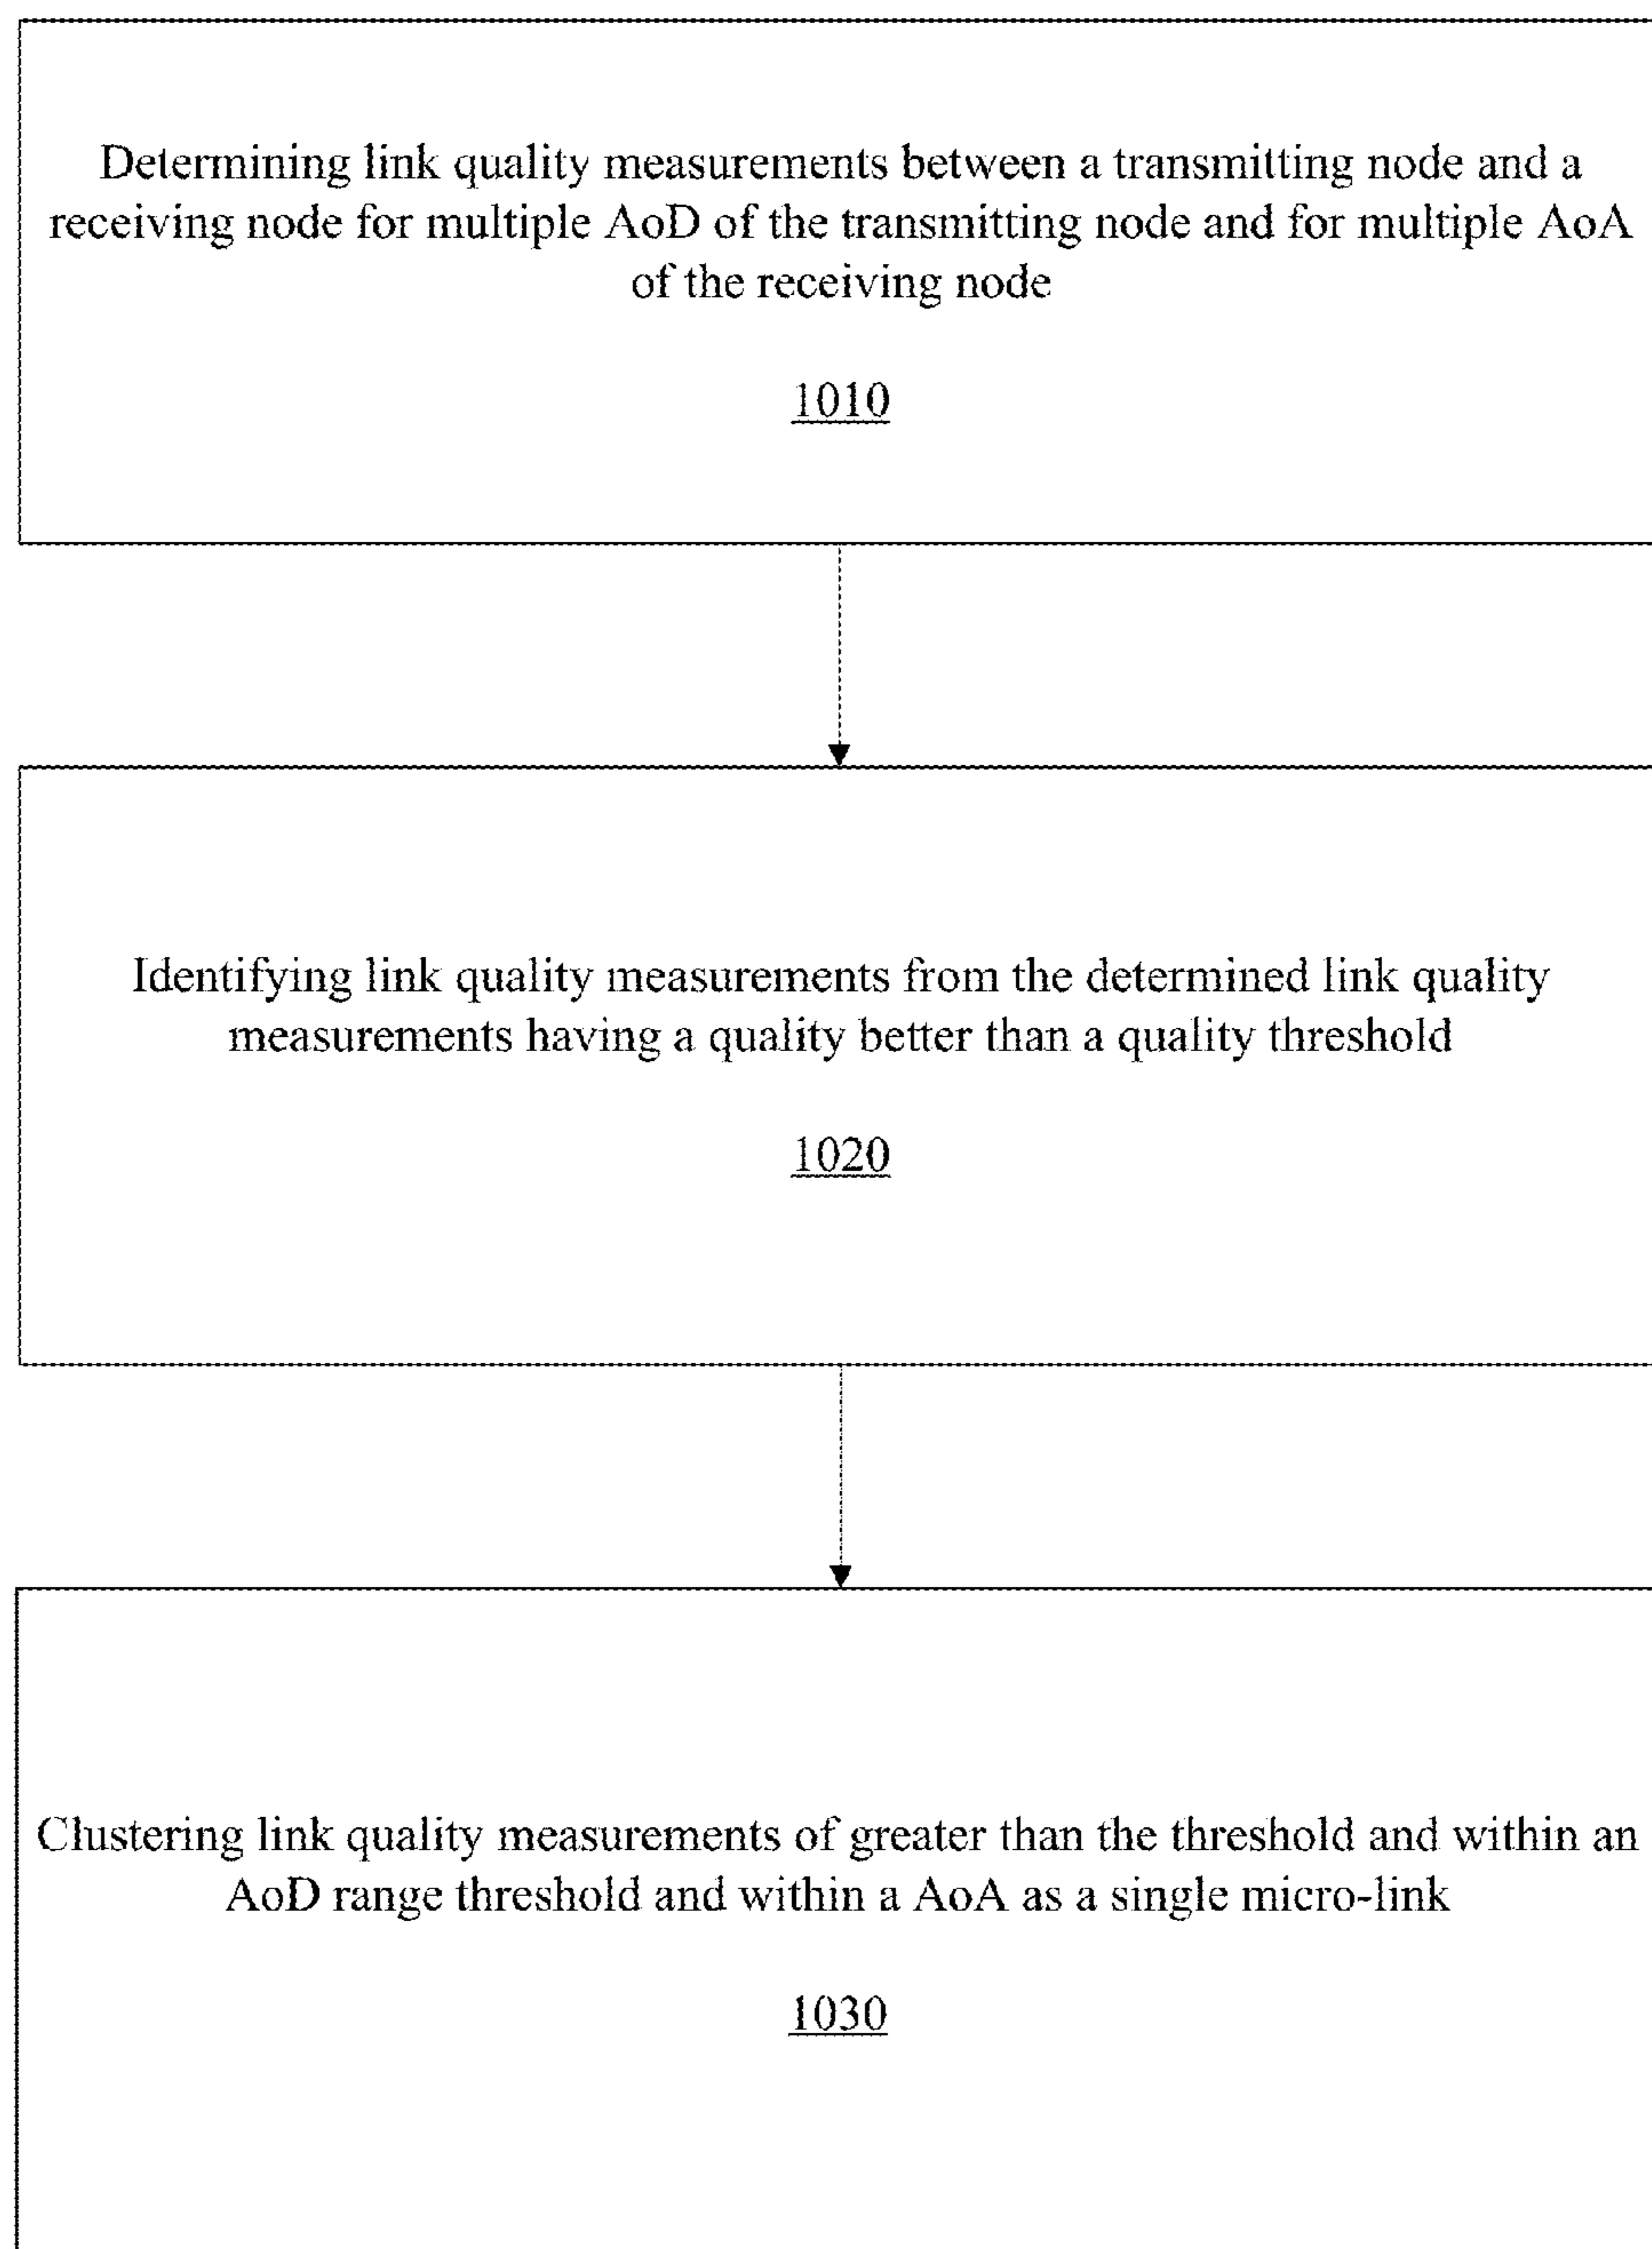 Determining link quality measurements between a transmitting node and a
receiving node for multiple AoD of the transmitting node and for multiple AoA
of the receiving node
1010
Identifying link quality measurements from the determined link quality
measurements having a quality better than a quality threshold
1020
Clustering link quality measurements of greater than the threshold and within an
AoD range threshold and within a AoA as a single micro-link
1030